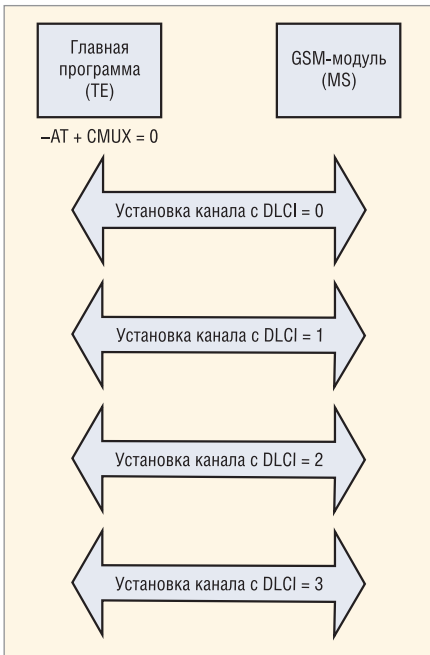 Главная
программа
(TE)
GSM-модуль
(MS)
–AT + CMUX = 0
Установка канала с DLCI = 0
Установка канала с DLCI = 1
Установка канала с DLCI = 2
Установка канала с DLCI = 3